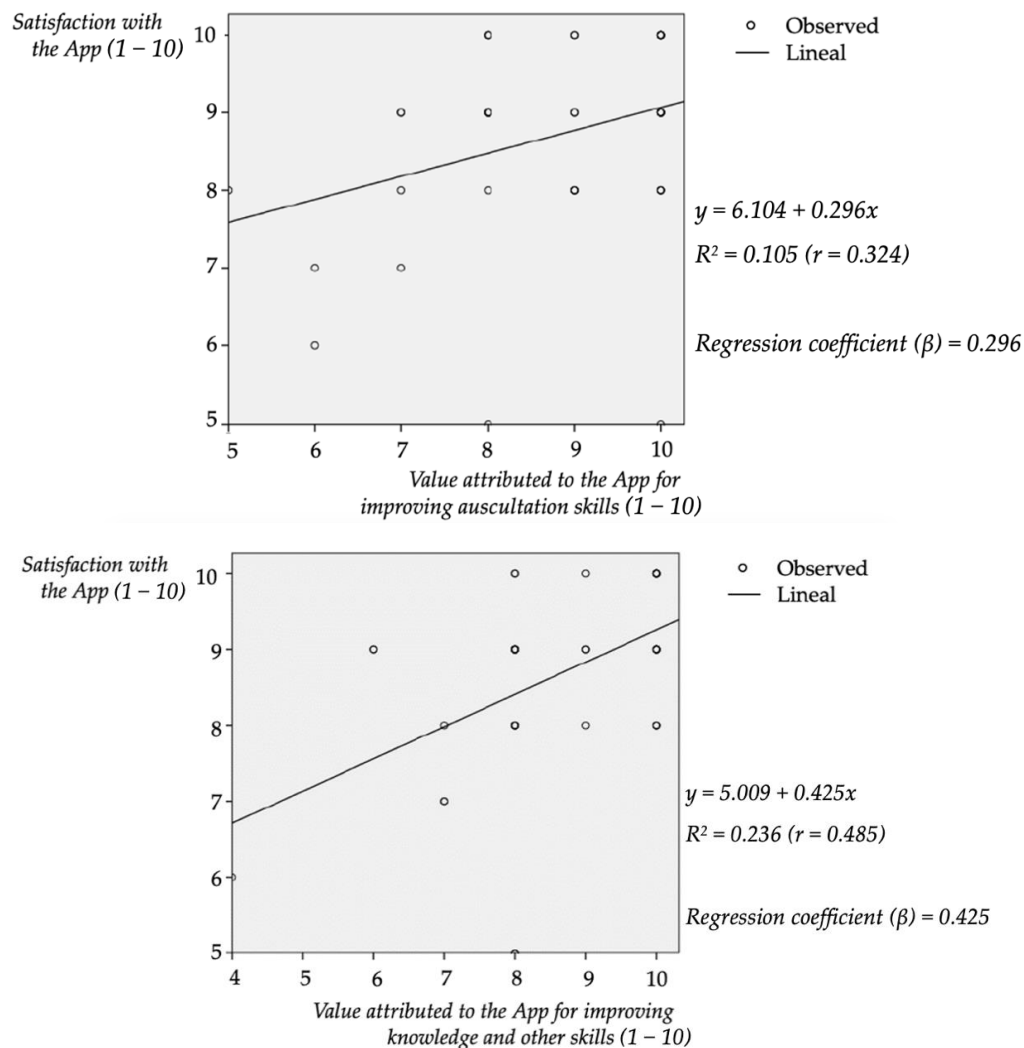 Satisfaction with
the App (1 – 10)
10
9
8
7
6
5
5 6 7 8 9 10
Value attributed to the App for
improving auscultation skills (1 – 10)
Observed
Lineal
y = 6.104 + 0.296x
R² = 0.105 (r = 0.324)
Regression coefficient (β) = 0.296
Satisfaction with
the App (1 – 10)
10
9
8
7
6
5
4 5 6 7 8 9 10
Value attributed to the App for improving
knowledge and other skills (1 – 10)
Observed
Lineal
y = 5.009 + 0.425x
R² = 0.236 (r = 0.485)
Regression coefficient (β) = 0.425